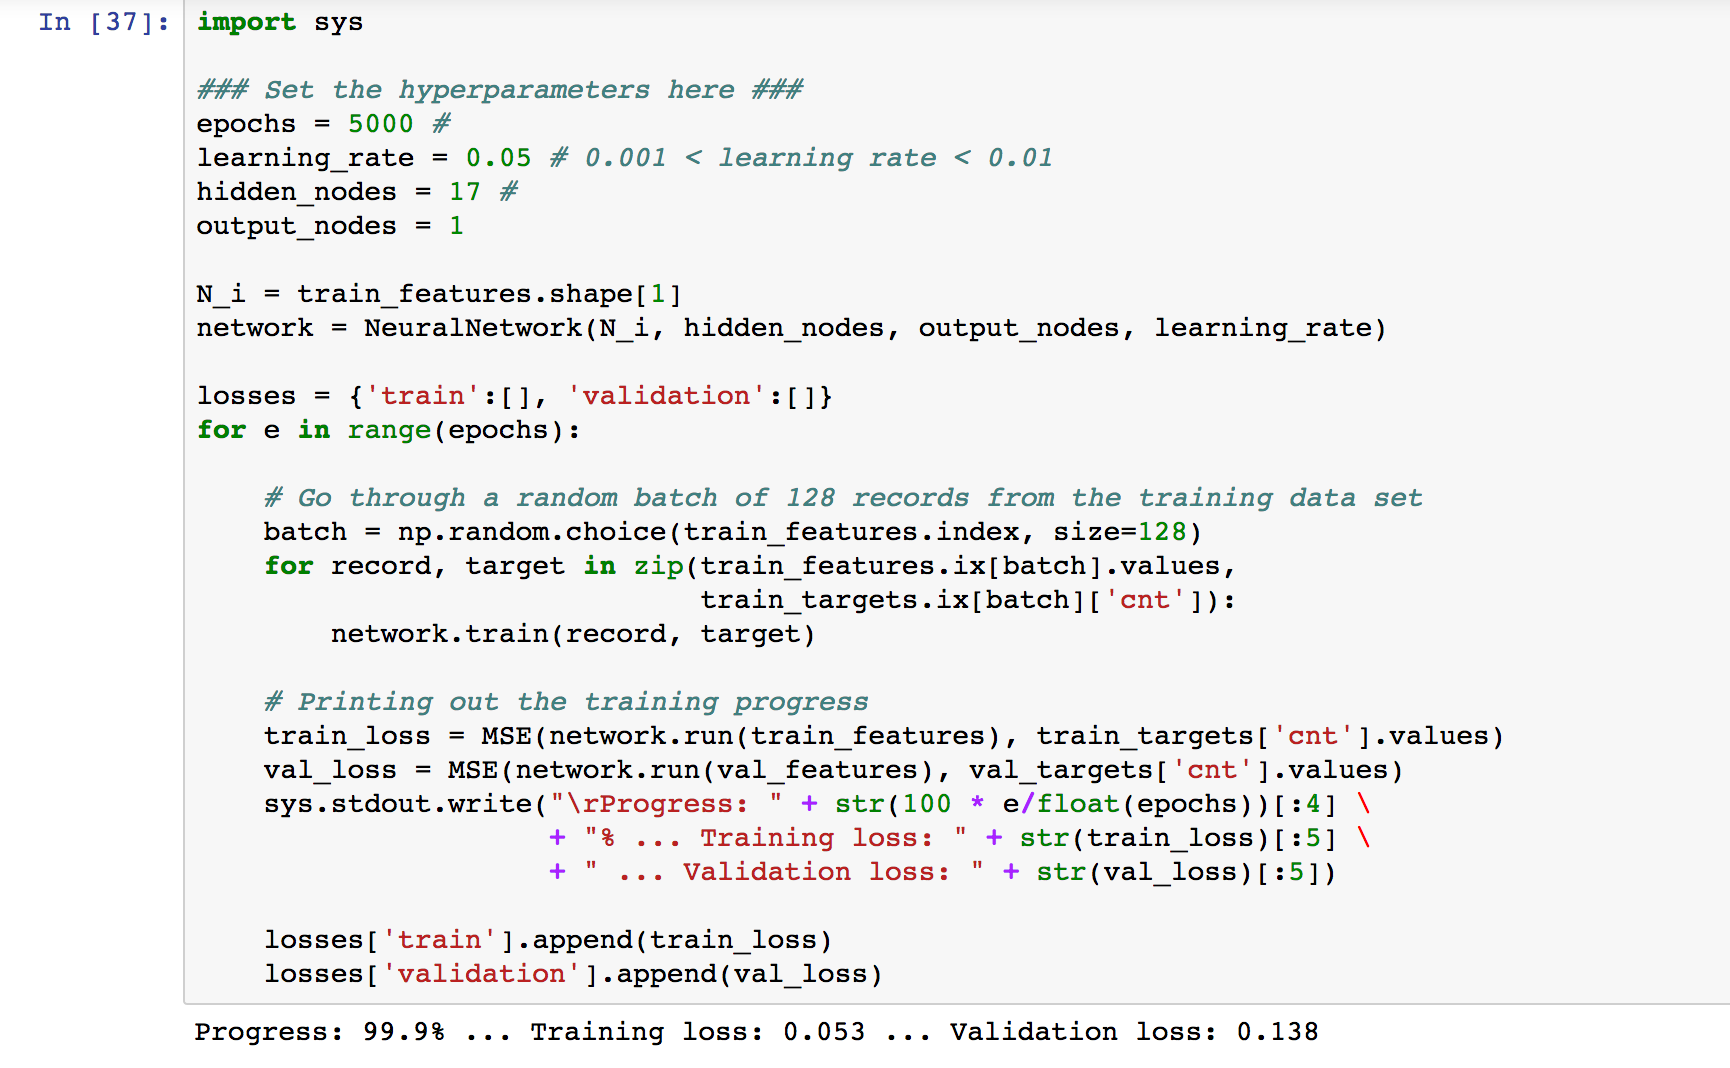 In [37]: import sys
### Set the hyperparameters here ###
epochs = 5000 #
learning_rate = 0.05 # 0.001 < learning rate < 0.01
hidden_nodes = 17 #
output_nodes = 1
N_i = train_features.shape[1]
network = NeuralNetwork(N_i, hidden_nodes, output_nodes, learning_rate)
losses = {'train':[], 'validation':[]}
for e in range(epochs):
    # Go through a random batch of 128 records from the training data set
    batch = np.random.choice(train_features.index, size=128)
    for record, target in zip(train_features.ix[batch].values,
                              train_targets.ix[batch]['cnt']):
        network.train(record, target)
    # Printing out the training progress
    train_loss = MSE(network.run(train_features), train_targets['cnt'].values)
    val_loss = MSE(network.run(val_features), val_targets['cnt'].values)
    sys.stdout.write("\rProgress: " + str(100 * e/float(epochs))[:4] \
                     + "% ... Training loss: " + str(train_loss)[:5] \
                     + " ... Validation loss: " + str(val_loss)[:5])
    losses['train'].append(train_loss)
    losses['validation'].append(val_loss)
Progress: 99.9% ... Training loss: 0.053 ... Validation loss: 0.138